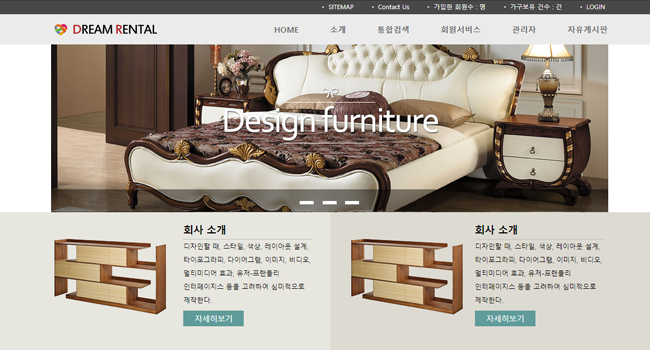 • SITEMAP • Contact Us • 가입한 회원수 : 명 • 가구보유 건수 : 건 • LOGIN
DREAM RENTAL HOME 소개 통합검색 회원서비스 관리자 자유게시판
Design furniture
회사 소개
디자인할 때, 스타일, 색상, 레이아웃 설계,
타이포그라피, 다이어그램, 이미지, 비디오,
멀티미디어 효과, 유저-프랜들리
인터페이지스 등을 고려하여 심미적으로
제작한다.
자세히보기
회사 소개
디자인할 때, 스타일, 색상, 레이아웃 설계,
타이포그라피, 다이어그램, 이미지, 비디오,
멀티미디어 효과, 유저-프랜들리
인터페이지스 등을 고려하여 심미적으로
제작한다.
자세히보기